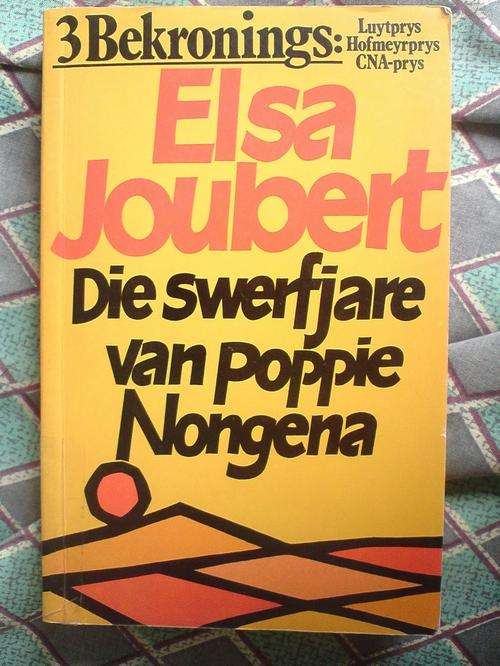 3 Bekronings:
Luytprys
Hofmeyrprys
CNA-prys
Elsa
Joubert
Die swerfjare
van Poppie
Nongena